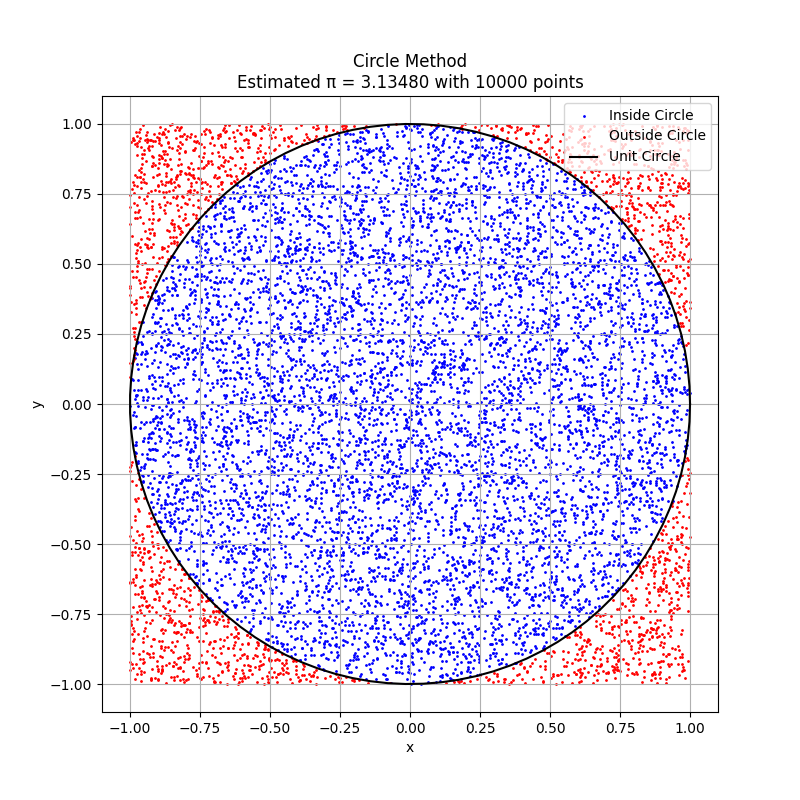 Circle Method
Estimated π = 3.13480 with 10000 points
Inside Circle
Outside Circle
Unit Circle
1.00
0.75
0.50
0.25
0.00
−0.25
−0.50
−0.75
−1.00
y
−1.00 −0.75 −0.50 −0.25 0.00 0.25 0.50 0.75 1.00
x